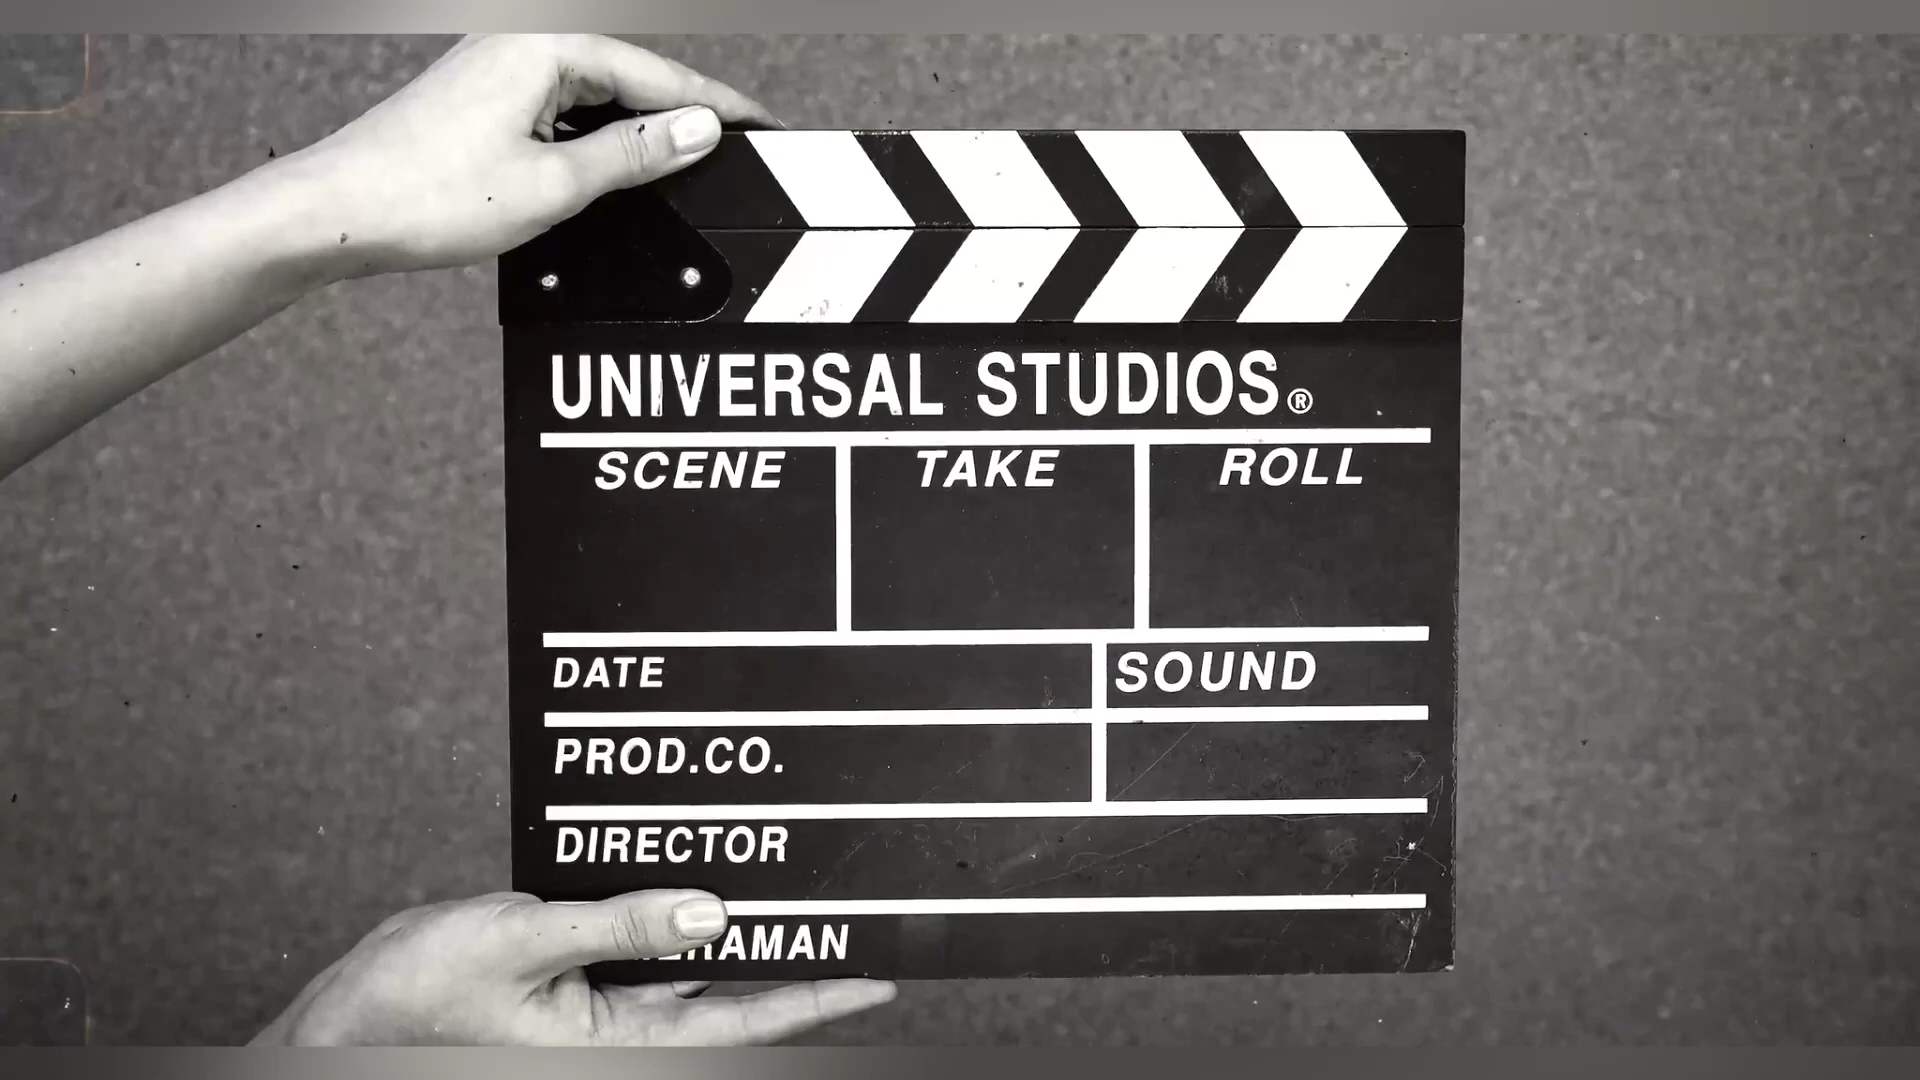 UNIVERSAL STUDIOS®
SCENE TAKE ROLL
DATE SOUND
PROD.CO.
DIRECTOR